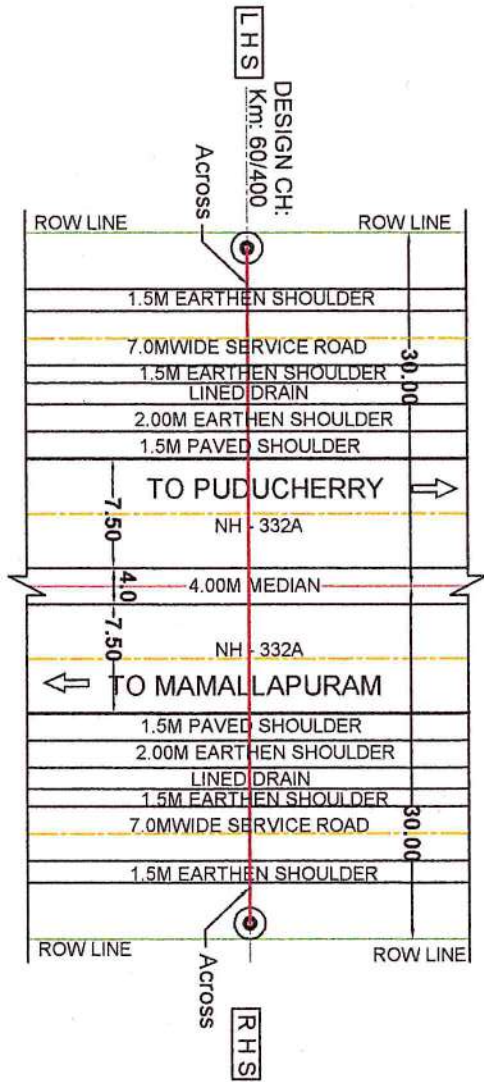 LHS
DESIGN CH:
Km: 60/400
Across
ROW LINE
ROW LINE
1.5M EARTHEN SHOULDER
7.0MWIDE SERVICE ROAD
30.00
1.5M EARTHEN SHOULDER
LINED DRAIN
2.00M EARTHEN SHOULDER
1.5M PAVED SHOULDER
TO PUDUCHERRY
7.50
NH - 332A
4.0
4.00M MEDIAN
7.50
NH - 332A
TO MAMALLAPURAM
1.5M PAVED SHOULDER
2.00M EARTHEN SHOULDER
LINED DRAIN
1.5M EARTHEN SHOULDER
30.00
7.0MWIDE SERVICE ROAD
1.5M EARTHEN SHOULDER
ROW LINE
ROW LINE
Across
RHS